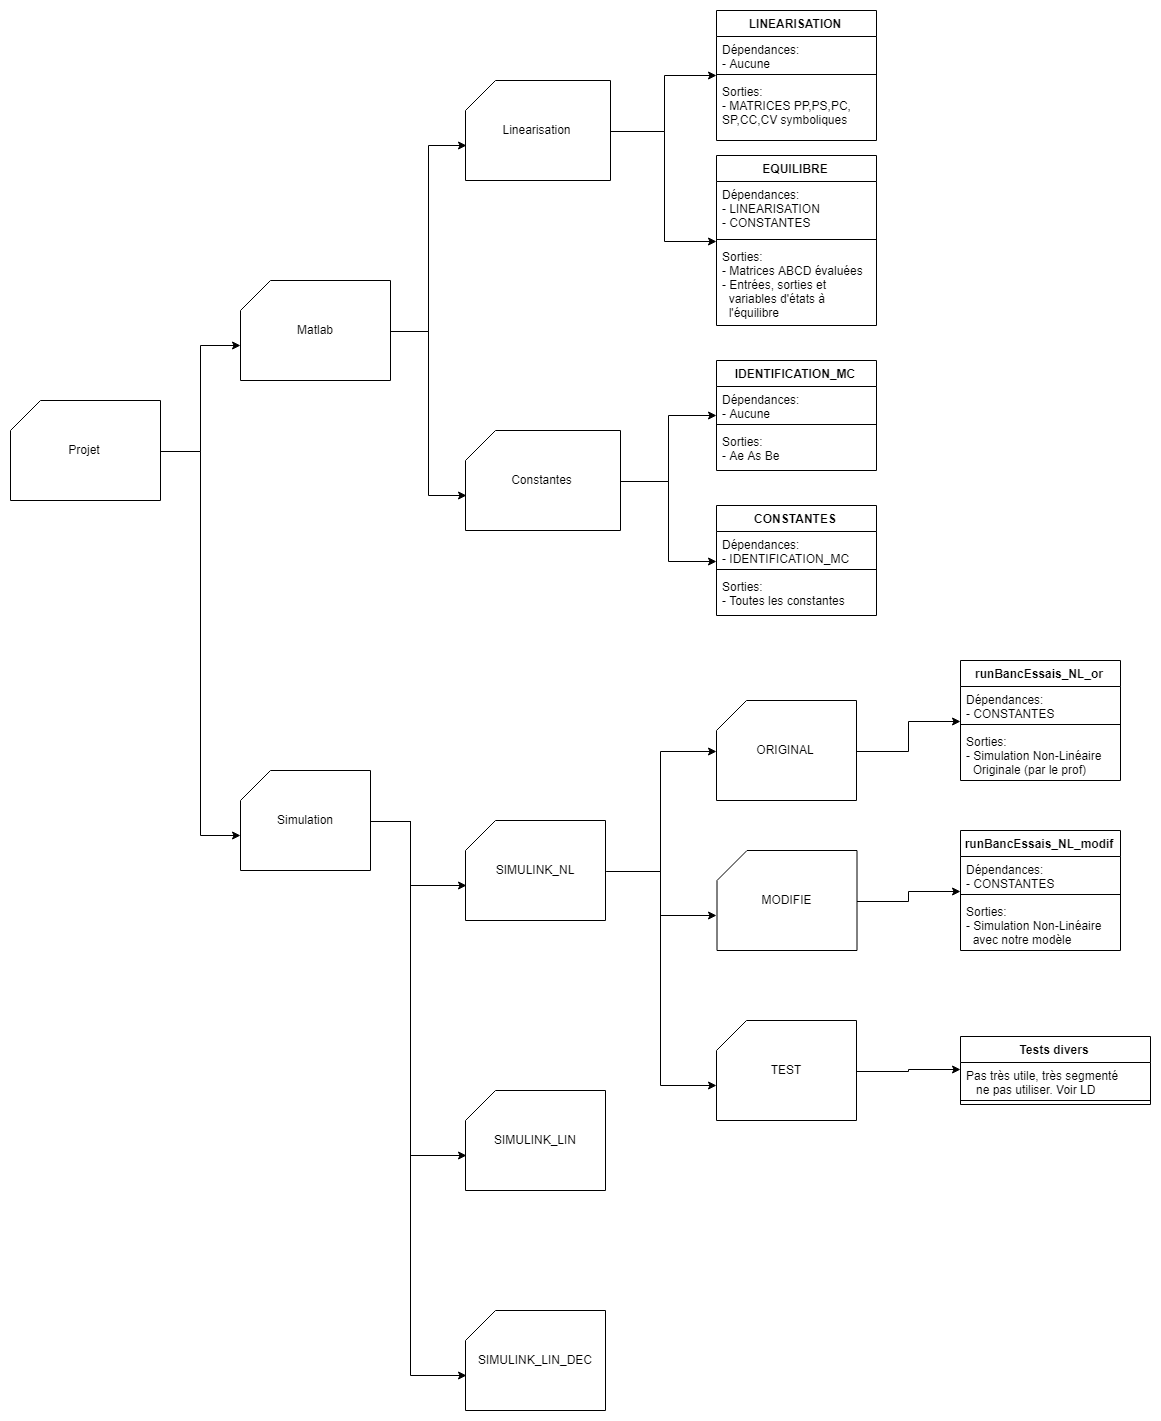 LINEARISATION
Dépendances:
- Aucune
Sorties:
- MATRICES PP,PS,PC,
SP,CC,CV symboliques
Linearisation
EQUILIBRE
Dépendances:
- LINEARISATION
- CONSTANTES
Sorties:
- Matrices ABCD évaluées
- Entrées, sorties et
variables d'états à
l'équilibre
Matlab
IDENTIFICATION_MC
Dépendances:
- Aucune
Sorties:
- Ae As Be
Projet
Constantes
CONSTANTES
Dépendances:
- IDENTIFICATION_MC
Sorties:
- Toutes les constantes
runBancEssais_NL_or
Dépendances:
- CONSTANTES
Sorties:
- Simulation Non-Linéaire
Originale (par le prof)
ORIGINAL
Simulation
SIMULINK_NL
runBancEssais_NL_modif
Dépendances:
- CONSTANTES
Sorties:
- Simulation Non-Linéaire
avec notre modèle
MODIFIE
Tests divers
Pas très utile, très segmenté
ne pas utiliser. Voir LD
TEST
SIMULINK_LIN
SIMULINK_LIN_DEC